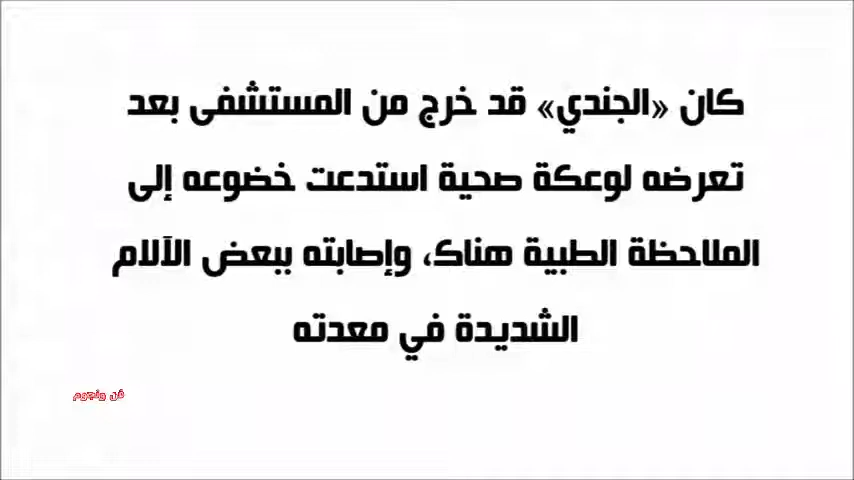 كان «الجندي» قد خرج من المستشفى بعد
تعرضه لوعكة صحية استدعت خضوعه إلى
الملاحظة الطبية هناك، وإصابته ببعض الآلام
الشديدة في معدته
فن ونجوم